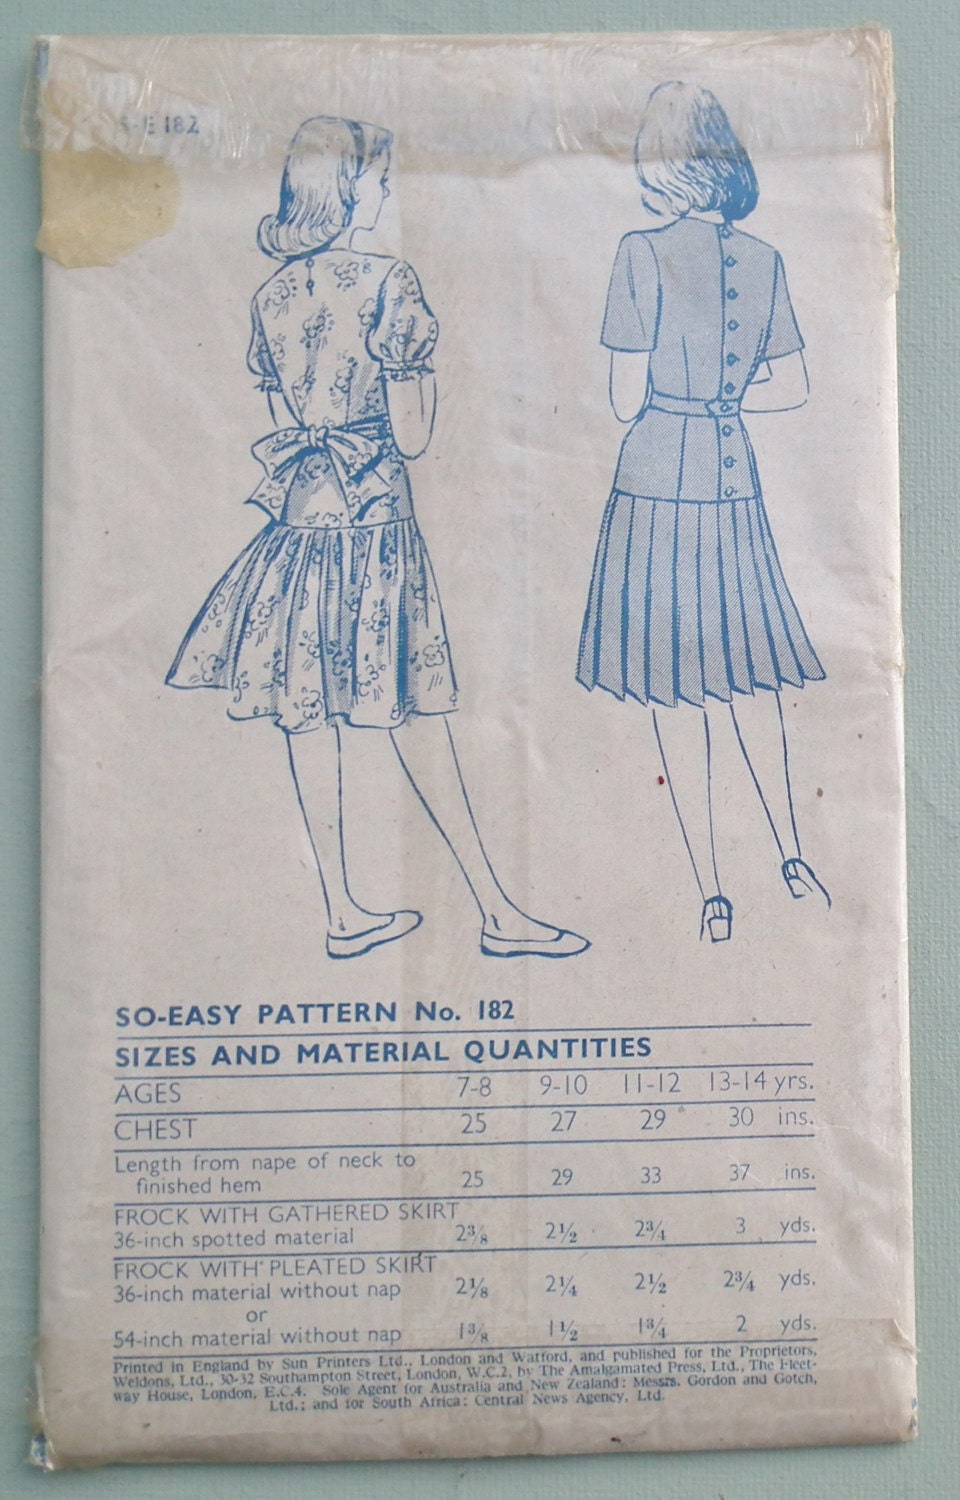 S-E 182
SO-EASY PATTERN No. 182
SIZES AND MATERIAL QUANTITIES
AGES 7-8 9-10 11-12 13-14 yrs.
CHEST 25 27 29 30 ins.
Length from nape of neck to
finished hem 25 29 33 37 ins.
FROCK WITH GATHERED SKIRT
36-inch spotted material 2⅜ 2½ 2¾ 3 yds.
FROCK WITH PLEATED SKIRT
36-inch material without nap 2⅛ 2¼ 2½ 2¾ yds.
or
54-inch material without nap 1⅜ 1½ 1¾ 2 yds.
Printed in England by Sun Printers Ltd., London and Watford, and published for the Proprietors,
Weldons, Ltd., 30-32 Southampton Street, London, W.C.2, by The Amalgamated Press, Ltd., The Fleet-
way House, London, E.C.4. Sole Agent for Australia and New Zealand: Messrs. Gordon and Gotch,
Ltd.; and for South Africa: Central News Agency, Ltd.